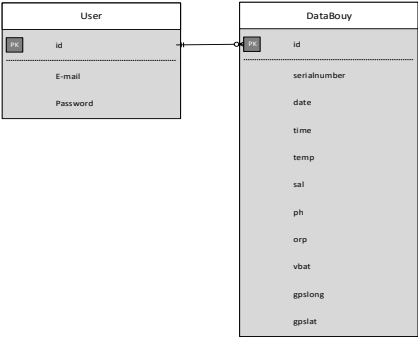 User
PK id
E-mail
Password
DataBouy
PK id
serialnumber
date
time
temp
sal
ph
orp
vbat
gpslong
gpslat